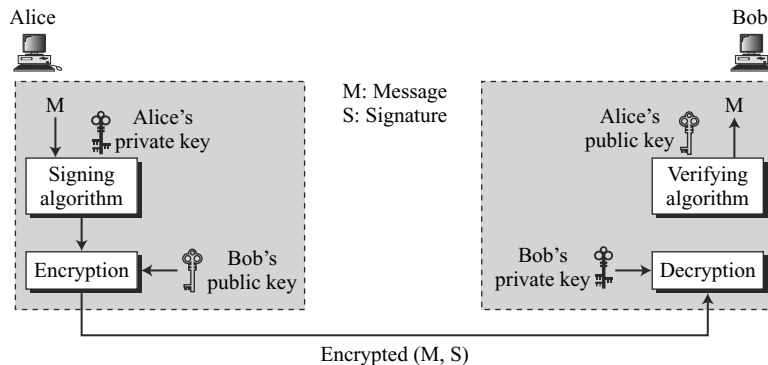 Alice
Bob
M
Alice's
private key
M: Message
S: Signature
Alice's
public key
M
Signing
algorithm
Verifying
algorithm
Encryption
Bob's
public key
Bob's
private key
Decryption
Encrypted (M, S)